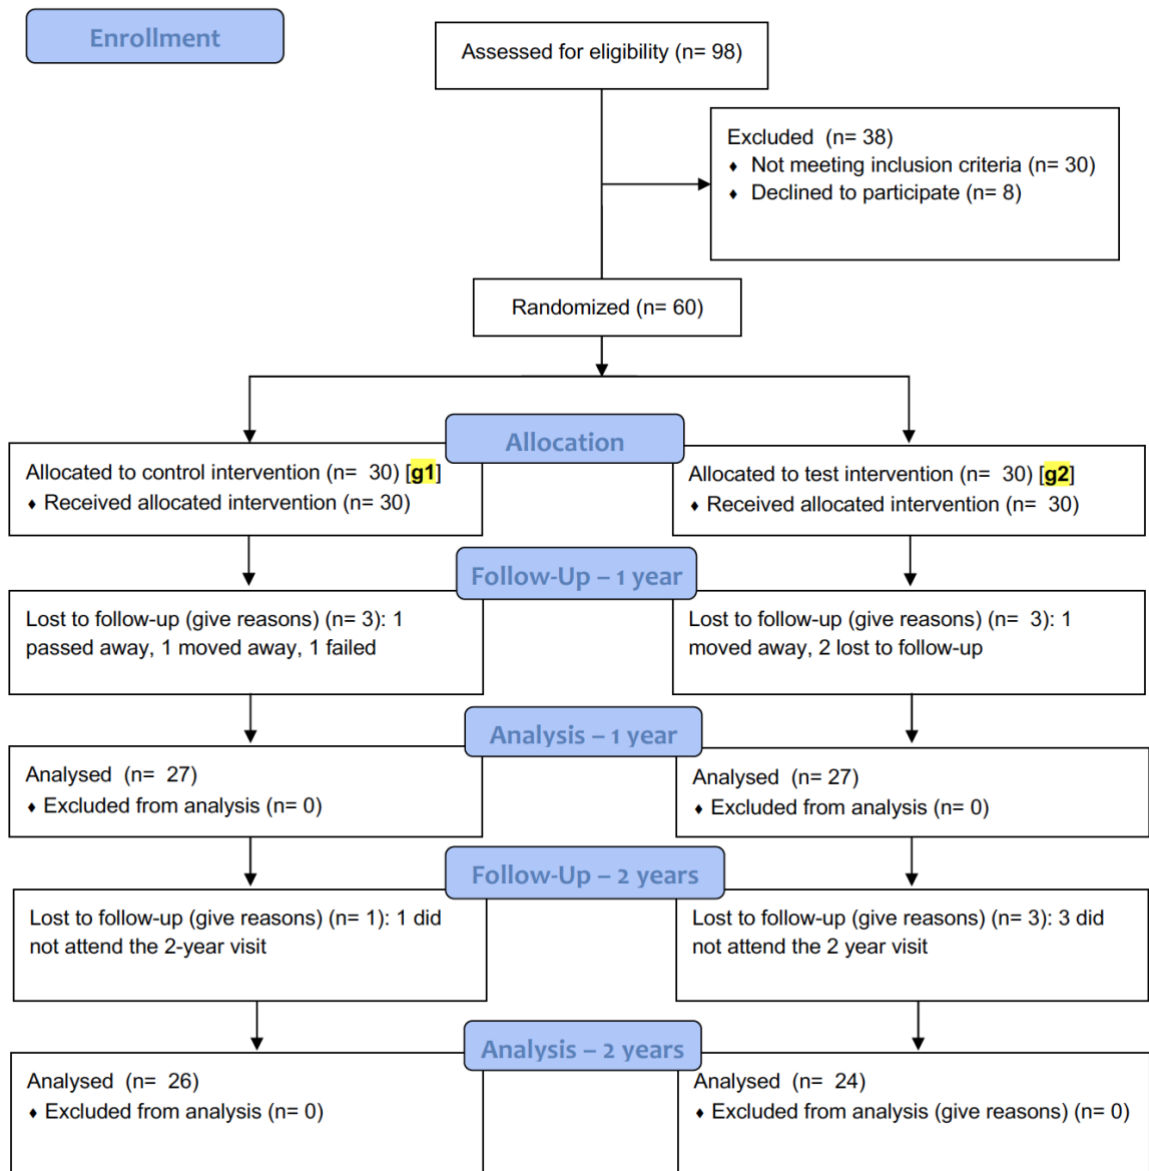 Enrollment
Assessed for eligibility (n= 98)
Excluded  (n= 38)
♦ Not meeting inclusion criteria (n= 30)
♦ Declined to participate (n= 8)
Randomized (n= 60)
Allocation
Allocated to control intervention (n=  30) [g1]
♦ Received allocated intervention (n= 30)
Allocated to test intervention (n=  30) [g2]
♦ Received allocated intervention (n=  30)
Follow-Up – 1 year
Lost to follow-up (give reasons) (n= 3): 1
passed away, 1 moved away, 1 failed
Lost to follow-up (give reasons) (n=  3): 1
moved away, 2 lost to follow-up
Analysis – 1 year
Analysed  (n=  27)
♦ Excluded from analysis (n= 0)
Analysed  (n= 27)
♦ Excluded from analysis (n= 0)
Follow-Up – 2 years
Lost to follow-up (give reasons) (n= 1): 1 did
not attend the 2-year visit
Lost to follow-up (give reasons) (n= 3): 3 did
not attend the 2 year visit
Analysis – 2 years
Analysed  (n=  26)
♦ Excluded from analysis (n= 0)
Analysed  (n=  24)
♦ Excluded from analysis (give reasons) (n= 0)